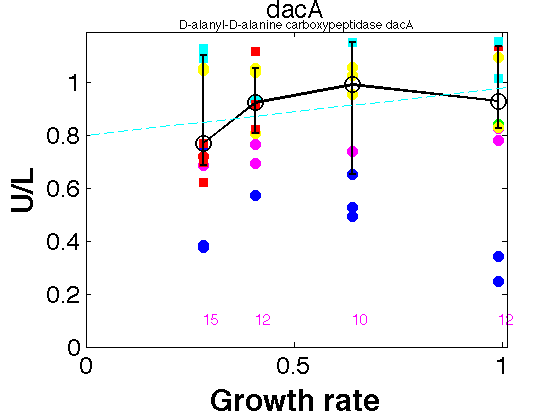 dacA
D-alanyl-D-alanine carboxypeptidase dacA
U/L
1
0.8
0.6
0.4
0.2
0
15 12 10 12
0 0.5 1
Growth rate